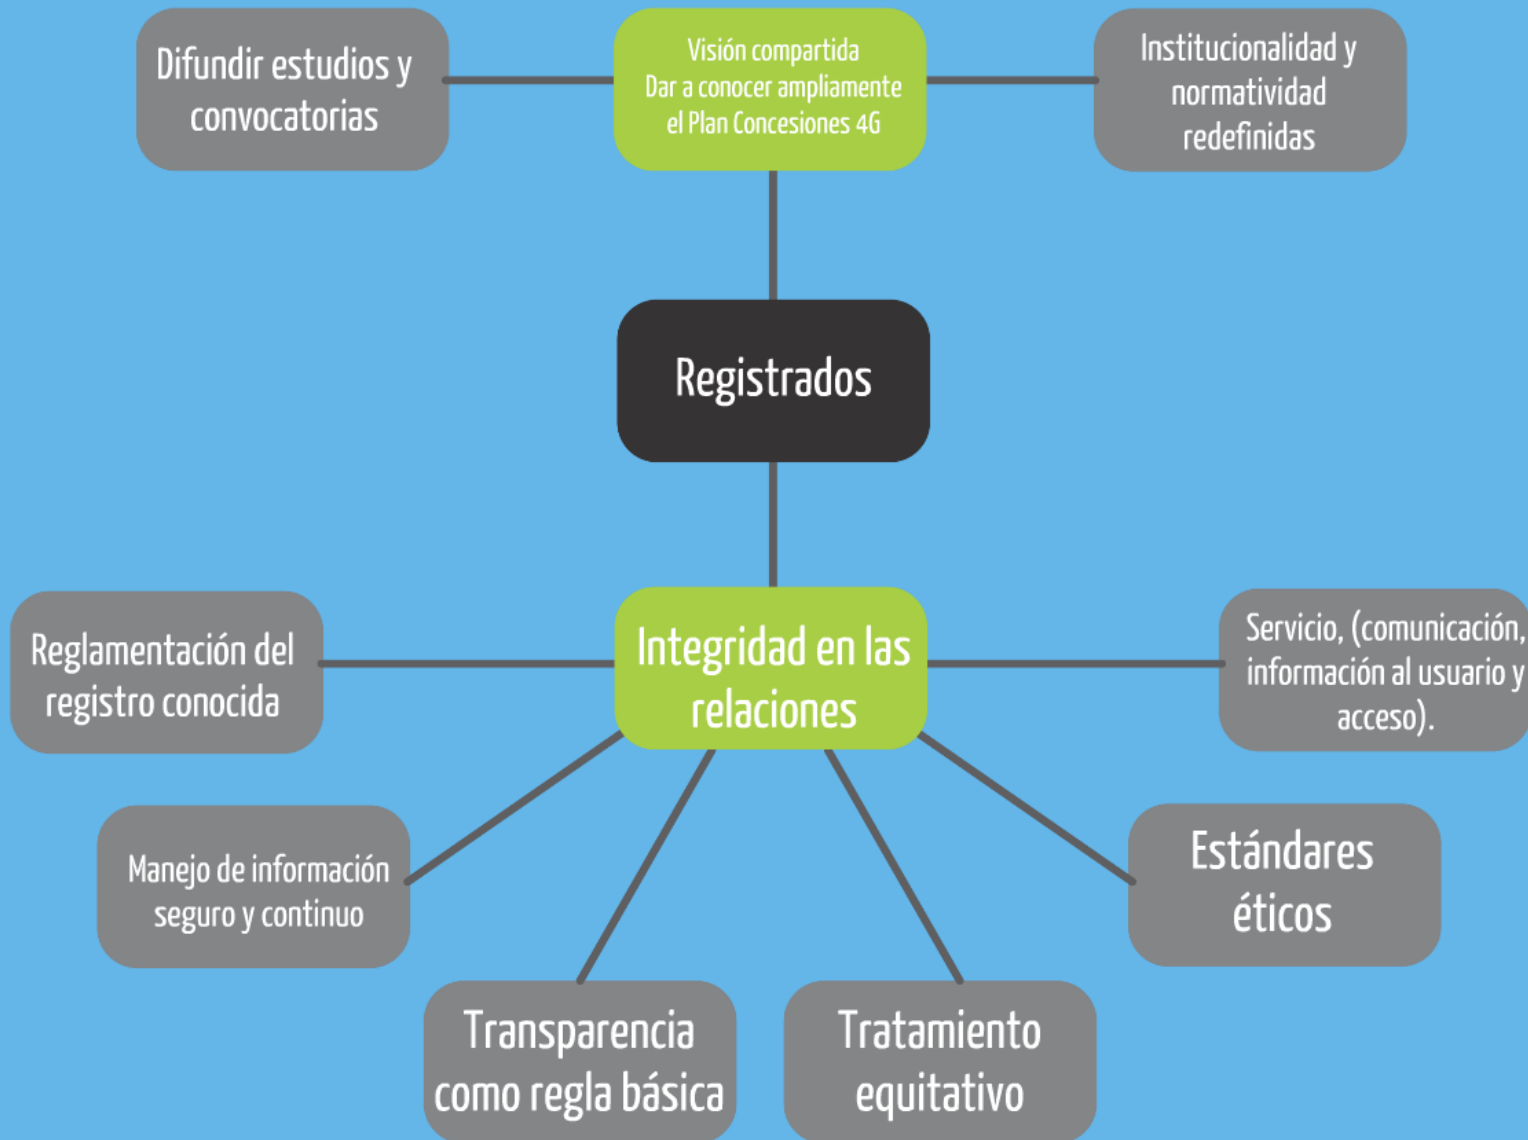 Difundir estudios y
convocatorias
Visión compartida
Dar a conocer ampliamente
el Plan Concesiones 4G
Institucionalidad y
normatividad
redefinidas
Registrados
Reglamentación del
registro conocida
Integridad en las
relaciones
Servicio, (comunicación,
información al usuario y
acceso).
Manejo de información
seguro y continuo
Estándares
éticos
Transparencia
como regla básica
Tratamiento
equitativo